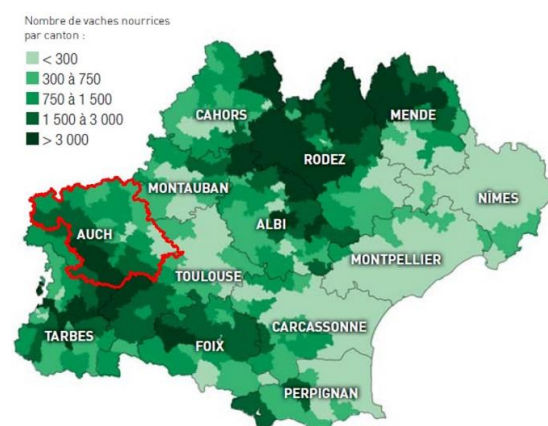 Nombre de vaches nourrices
par canton :
< 300
300 à 750
750 à 1 500
1 500 à 3 000
> 3 000
CAHORS
MENDE
RODEZ
MONTAUBAN
NÎMES
ALBI
AUCH
MONTPELLIER
TOULOUSE
CARCASSONNE
TARBES
FOIX
PERPIGNAN